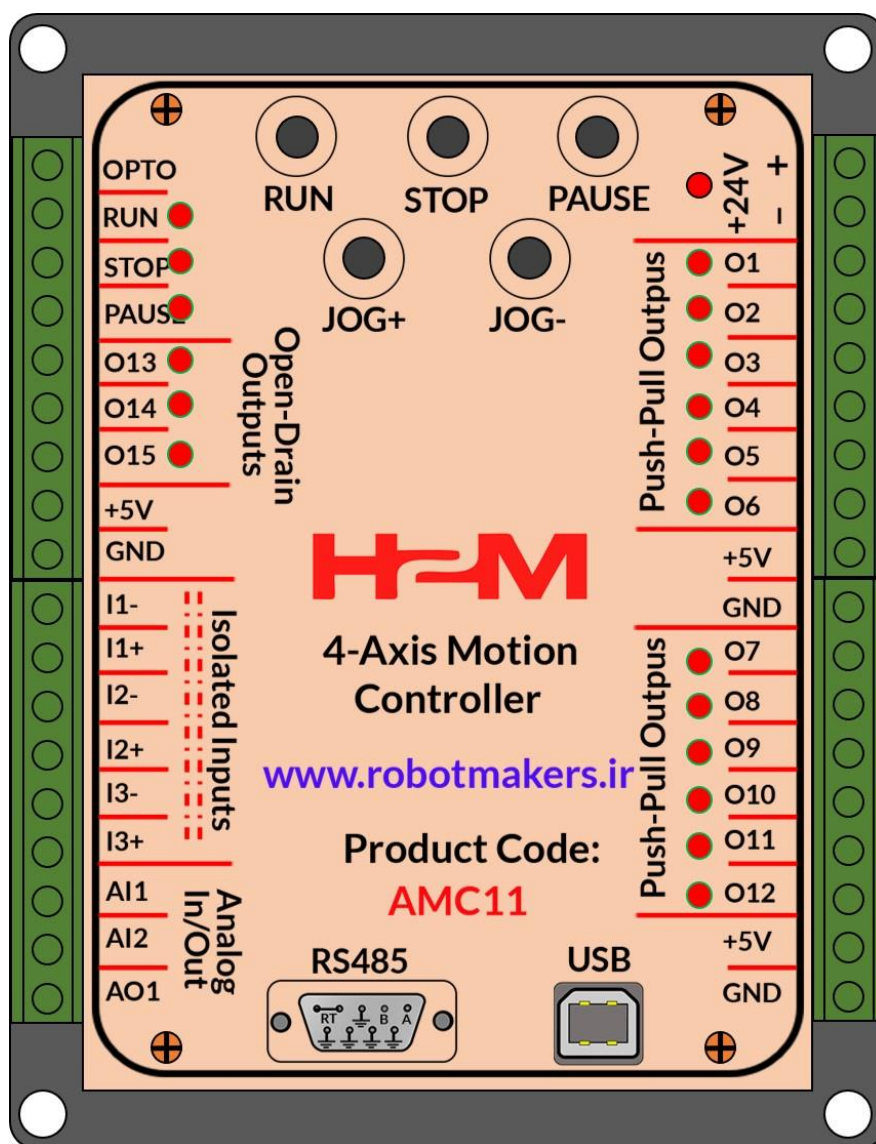 RUN
STOP
PAUSE
JOG+
JOG-
OPTO
RUN
STOP
PAUSE
O13
O14
O15
Open-Drain
Outputs
+5V
GND
I1-
I1+
I2-
I2+
I3-
I3+
Isolated Inputs
AI1
AI2
AO1
Analog
In/Out
+24V
+
-
O1
O2
O3
O4
O5
O6
Push-Pull Outpus
+5V
GND
O7
O8
O9
O10
O11
O12
Push-Pull Outpus
+5V
GND
H2M
4-Axis Motion
Controller
www.robotmakers.ir
Product Code:
AMC11
RS485
RT
B
A
USB